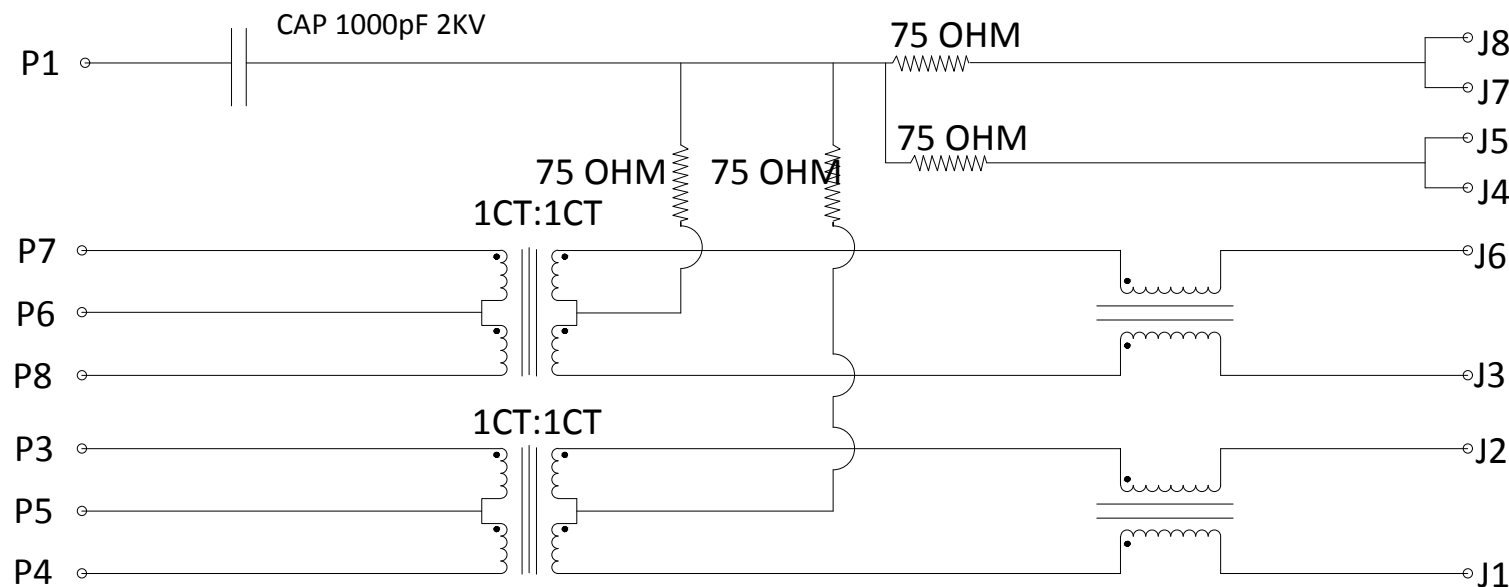 CAP 1000pF 2KV
75 OHM
J8
P1
J7
J5
75 OHM
75 OHM
75 OHM
J4
1CT:1CT
P7
J6
P6
P8
J3
1CT:1CT
P3
J2
P5
P4
J1